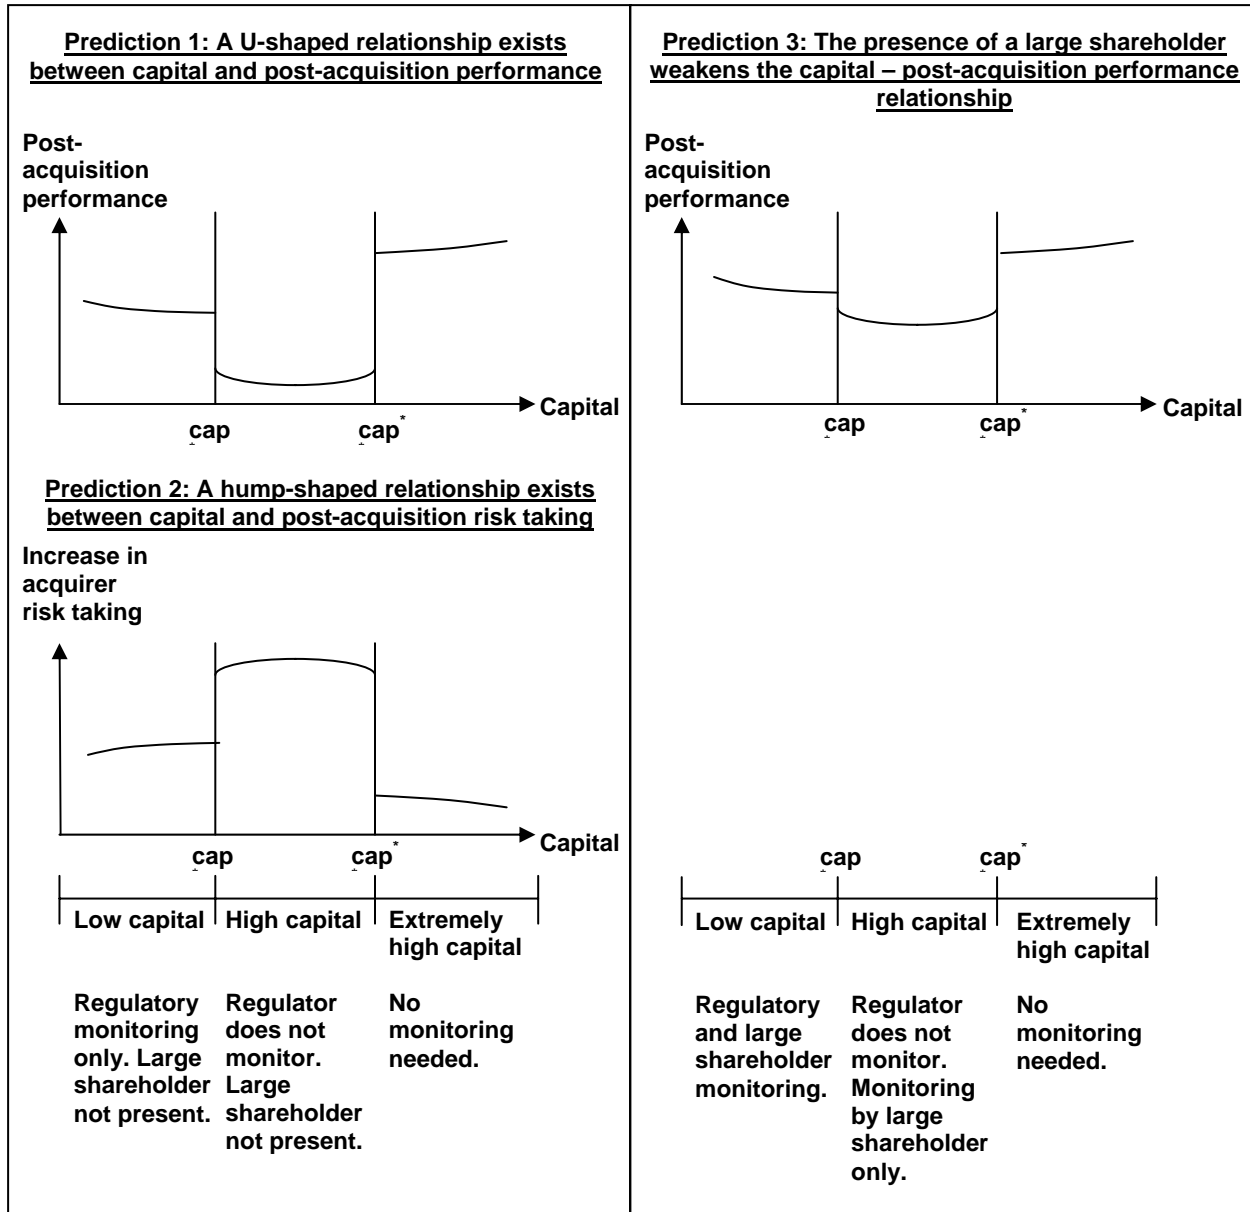 Prediction 1: A U-shaped relationship exists
between capital and post-acquisition performance
Post-
acquisition
performance
Capital
cap
cap*
Prediction 2: A hump-shaped relationship exists
between capital and post-acquisition risk taking
Increase in
acquirer
risk taking
Capital
cap
cap*
Low capital
High capital
Extremely
high capital
Regulatory
monitoring
only. Large
shareholder
not present.
Regulator
does not
monitor.
Large
shareholder
not present.
No
monitoring
needed.
Prediction 3: The presence of a large shareholder
weakens the capital – post-acquisition performance
relationship
Post-
acquisition
performance
Capital
cap
cap*
cap
cap*
Low capital
High capital
Extremely
high capital
Regulatory
and large
shareholder
monitoring.
Regulator
does not
monitor.
Monitoring
by large
shareholder
only.
No
monitoring
needed.